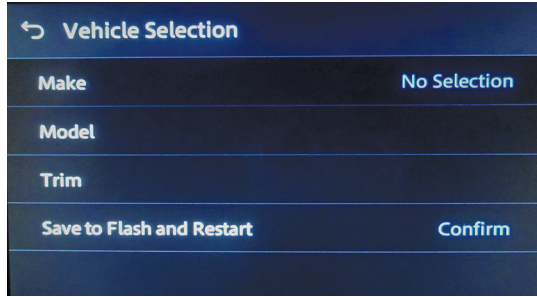 Vehicle Selection
Make No Selection
Model
Trim
Save to Flash and Restart Confirm